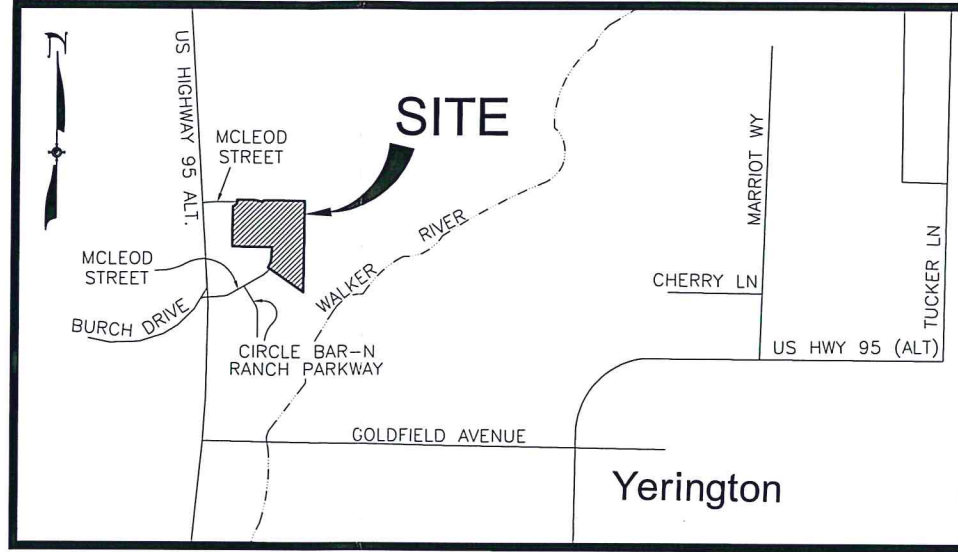 N
US HIGHWAY 95 ALT.
MCLEOD
STREET
SITE
MCLEOD
STREET
BURCH DRIVE
CIRCLE BAR-N
RANCH PARKWAY
WALKER RIVER
GOLDFIELD AVENUE
MARRIOT WY
CHERRY LN
TUCKER LN
US HWY 95 (ALT)
Yerington